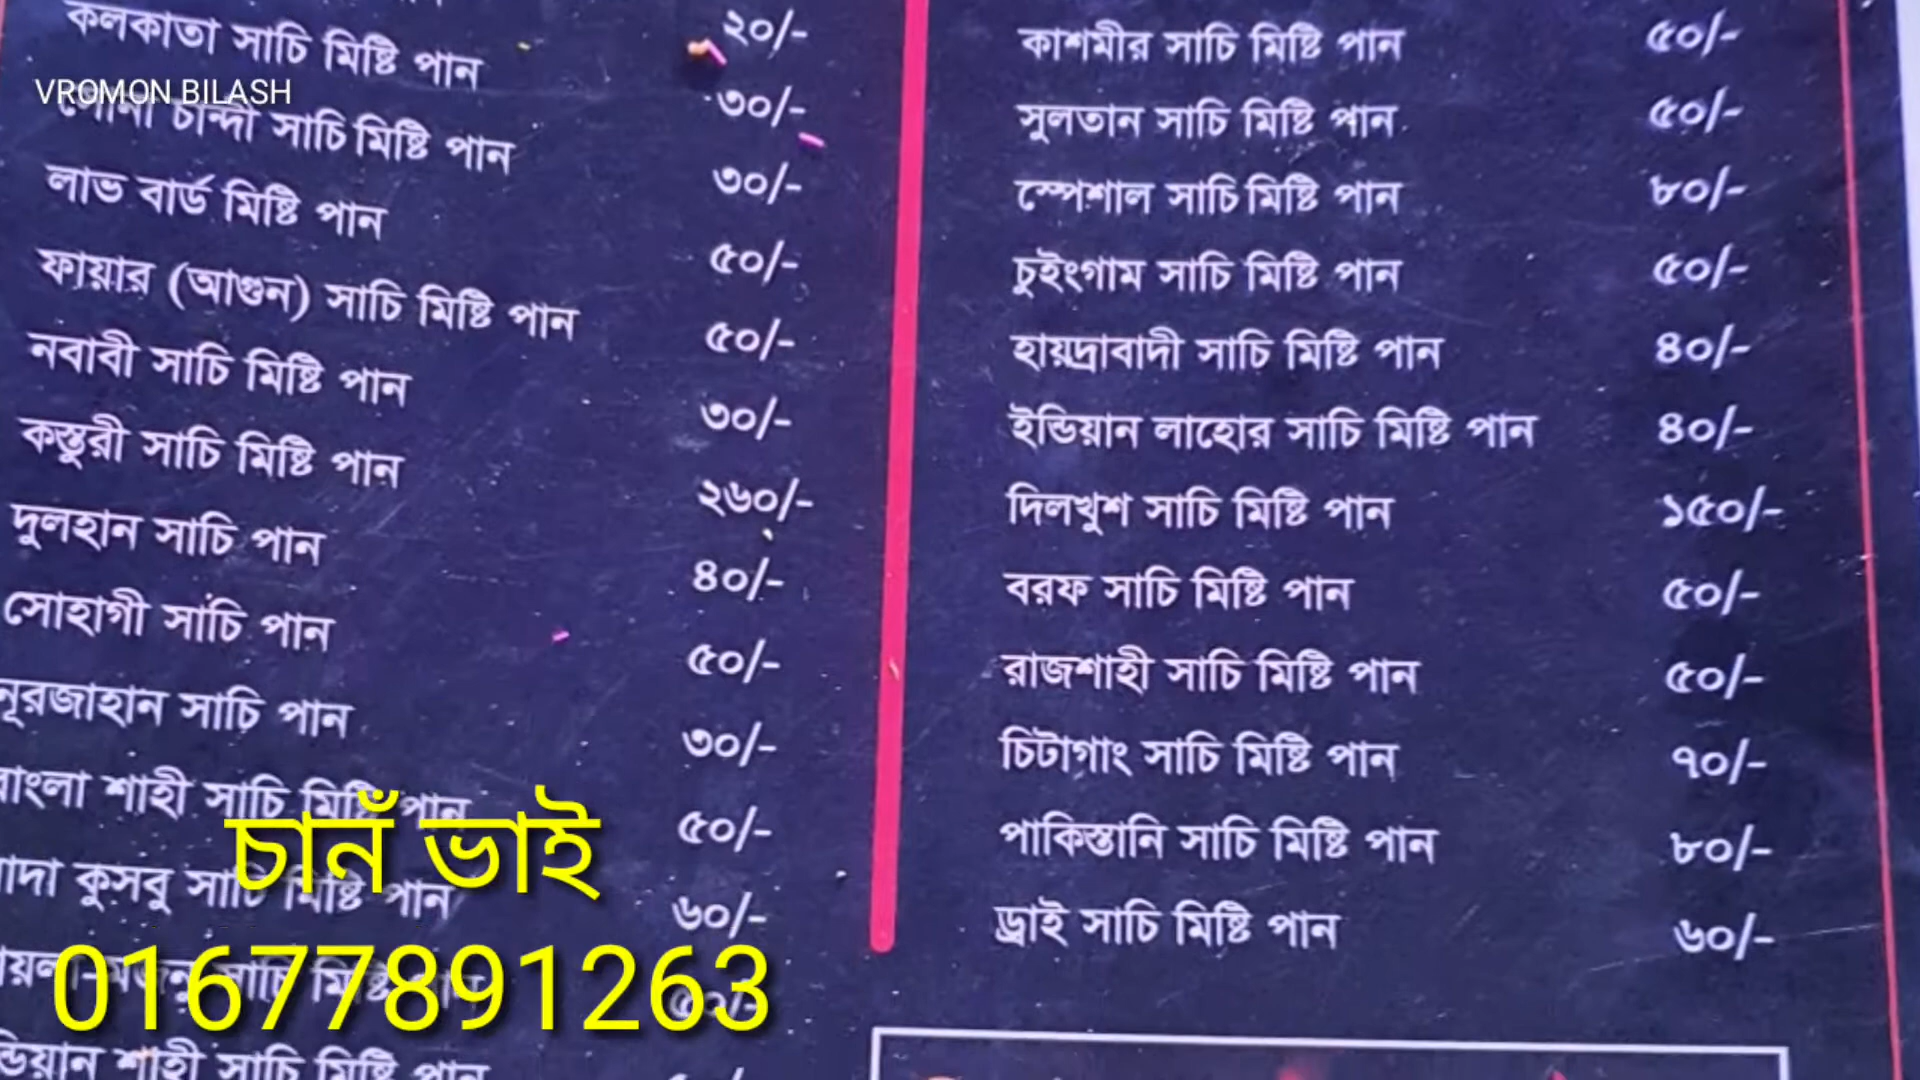 কলকাতা সাচি মিষ্টি পান ২০/-
VROMON BILASH
সোনা চান্দী সাচি মিষ্টি পান ৩০/-
লাভ বার্ড মিষ্টি পান ৩০/-
ফায়ার (আগুন) সাচি মিষ্টি পান ৫০/-
নবাবী সাচি মিষ্টি পান ৫০/-
কস্তুরী সাচি মিষ্টি পান ৩০/-
দুলহান সাচি পান ২৬০/-
সোহাগী সাচি পান ৪০/-
নূরজাহান সাচি পান ৫০/-
বাংলা শাহী সাচি মিষ্টি পান ৩০/-
কুসবু সাচি মিষ্টি পান ৫০/-
সাচি মিষ্টি পান ৬০/-
শাহী সাচি মিষ্টি পান ৫০/-
চানঁ ভাই
01677891263
কাশমীর সাচি মিষ্টি পান ৫০/-
সুলতান সাচি মিষ্টি পান ৫০/-
স্পেশাল সাচি মিষ্টি পান ৮০/-
চুইংগাম সাচি মিষ্টি পান ৫০/-
হায়দ্রাবাদী সাচি মিষ্টি পান ৪০/-
ইন্ডিয়ান লাহোর সাচি মিষ্টি পান ৪০/-
দিলখুশ সাচি মিষ্টি পান ১৫০/-
বরফ সাচি মিষ্টি পান ৫০/-
রাজশাহী সাচি মিষ্টি পান ৫০/-
চিটাগাং সাচি মিষ্টি পান ৭০/-
পাকিস্তানি সাচি মিষ্টি পান ৮০/-
ড্রাই সাচি মিষ্টি পান ৬০/-